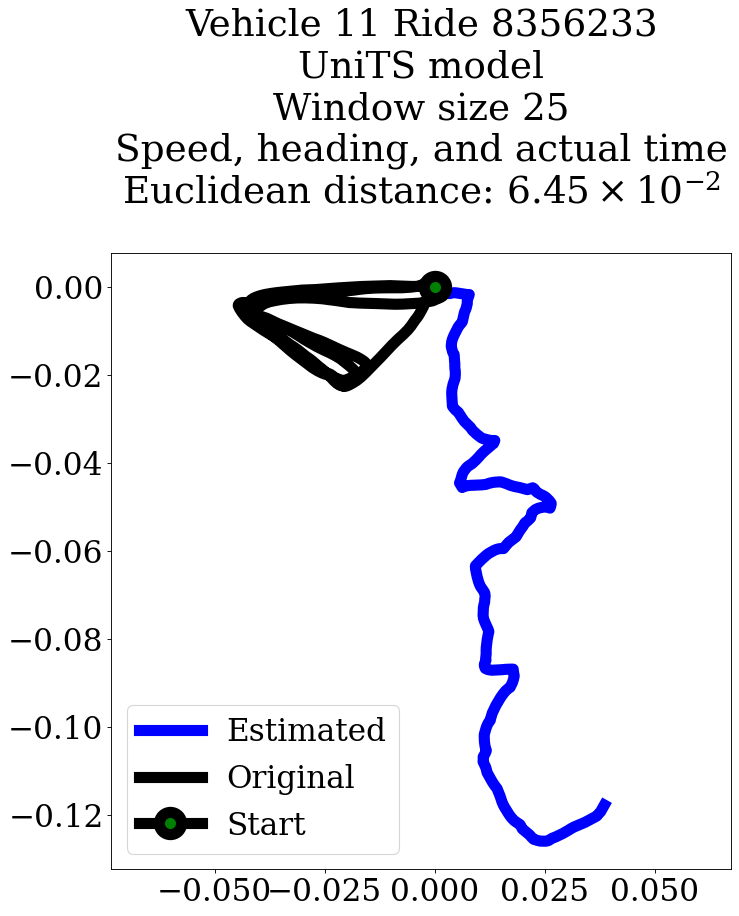 Vehicle 11 Ride 8356233
UniTS model
Window size 25
Speed, heading, and actual time
Euclidean distance: 6.45 × 10⁻²
0.00
−0.02
−0.04
−0.06
−0.08
−0.10
−0.12
Estimated
Original
Start
−0.050 −0.025 0.000 0.025 0.050